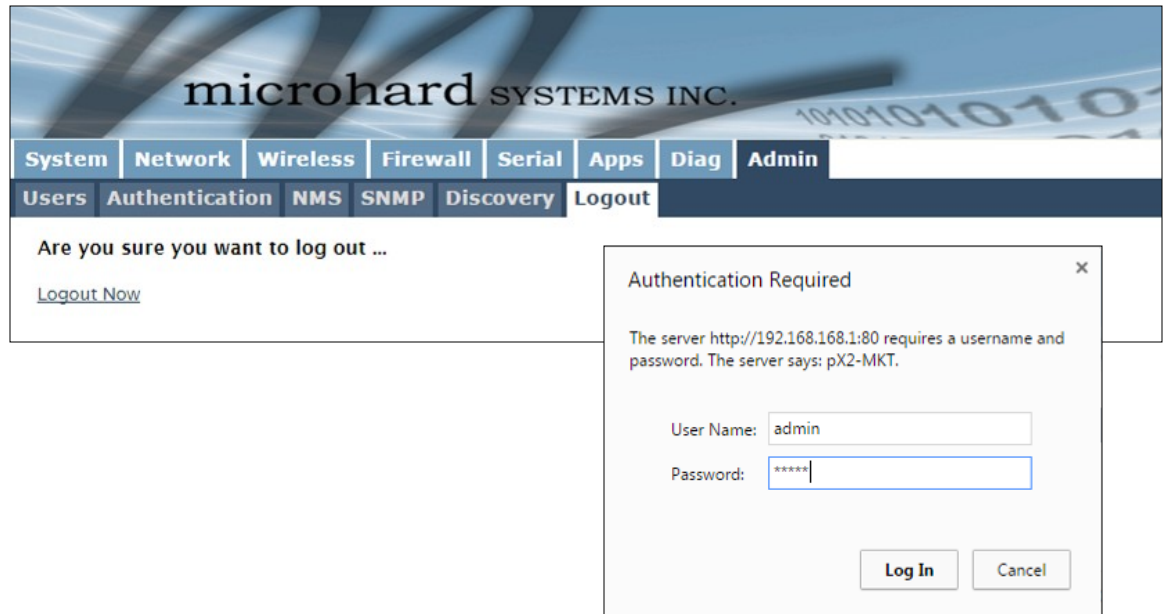 microhard SYSTEMS INC.
System Network Wireless Firewall Serial Apps Diag Admin
Users Authentication NMS SNMP Discovery Logout
Are you sure you want to log out ...
Logout Now
Authentication Required
×
The server http://192.168.168.1:80 requires a username and
password. The server says: pX2-MKT.
User Name: admin
Password: *****
Log In Cancel